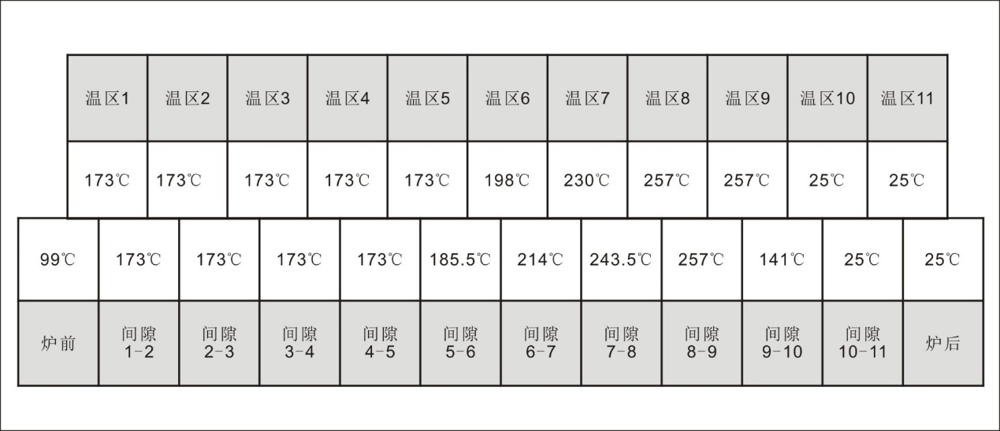 温区1 温区2 温区3 温区4 温区5 温区6 温区7 温区8 温区9 温区10 温区11
173℃ 173℃ 173℃ 173℃ 173℃ 198℃ 230℃ 257℃ 257℃ 25℃ 25℃
99℃ 173℃ 173℃ 173℃ 173℃ 185.5℃ 214℃ 243.5℃ 257℃ 141℃ 25℃ 25℃
炉前 间隙 间隙 间隙 间隙 间隙 间隙 间隙 间隙 间隙 间隙 炉后
1-2 2-3 3-4 4-5 5-6 6-7 7-8 8-9 9-10 10-11